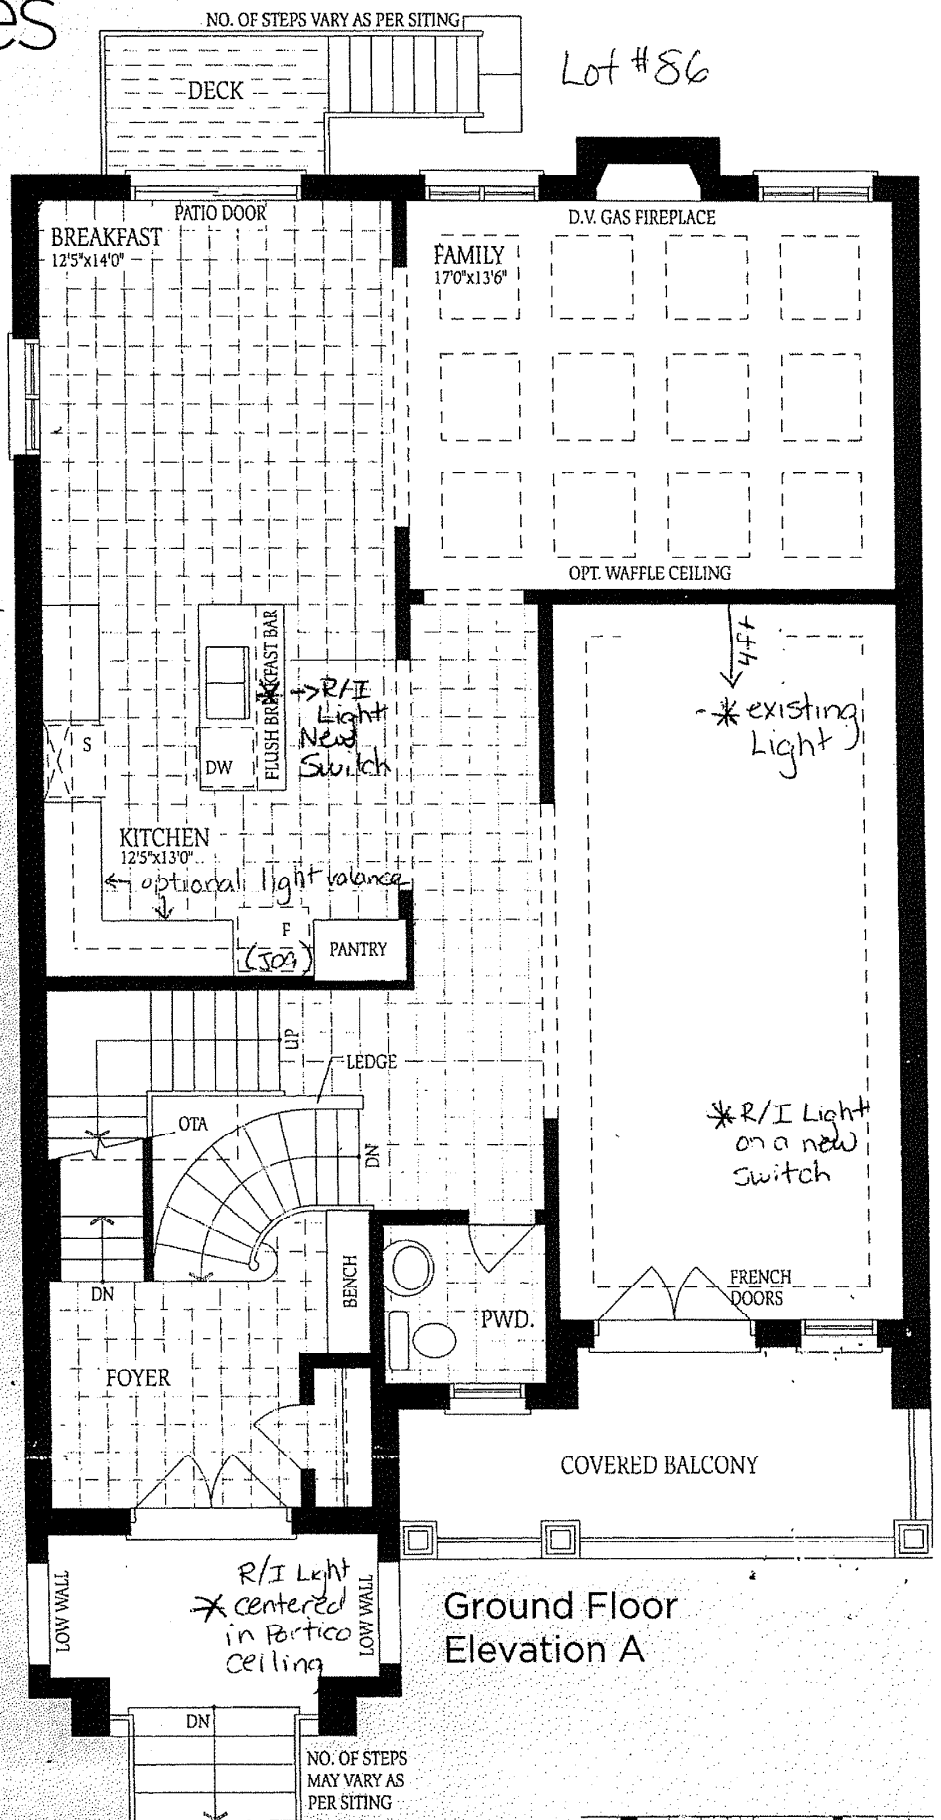 es
NO. OF STEPS VARY AS PER SITING
Lot #86
DECK
PATIO DOOR
D.V. GAS FIREPLACE
BREAKFAST
12'5"x14'0"
FAMILY
17'0"x13'6"
OPT. WAFFLE CEILING
FLUSH BREAKFAST BAR
4ft
* -> R/I
Light
New
Switch
* existing
Light
S
DW
KITCHEN
12'5"x13'0"
← optional light valance
F
(JOG)
PANTRY
UP
LEDGE
OTA
DN
* R/I Light
on a new
switch
DN
BENCH
FRENCH
DOORS
PWD.
FOYER
COVERED BALCONY
LOW WALL
R/I Light
* centered
in Portico
ceiling
LOW WALL
Ground Floor
Elevation A
DN
NO. OF STEPS
MAY VARY AS
PER SITING